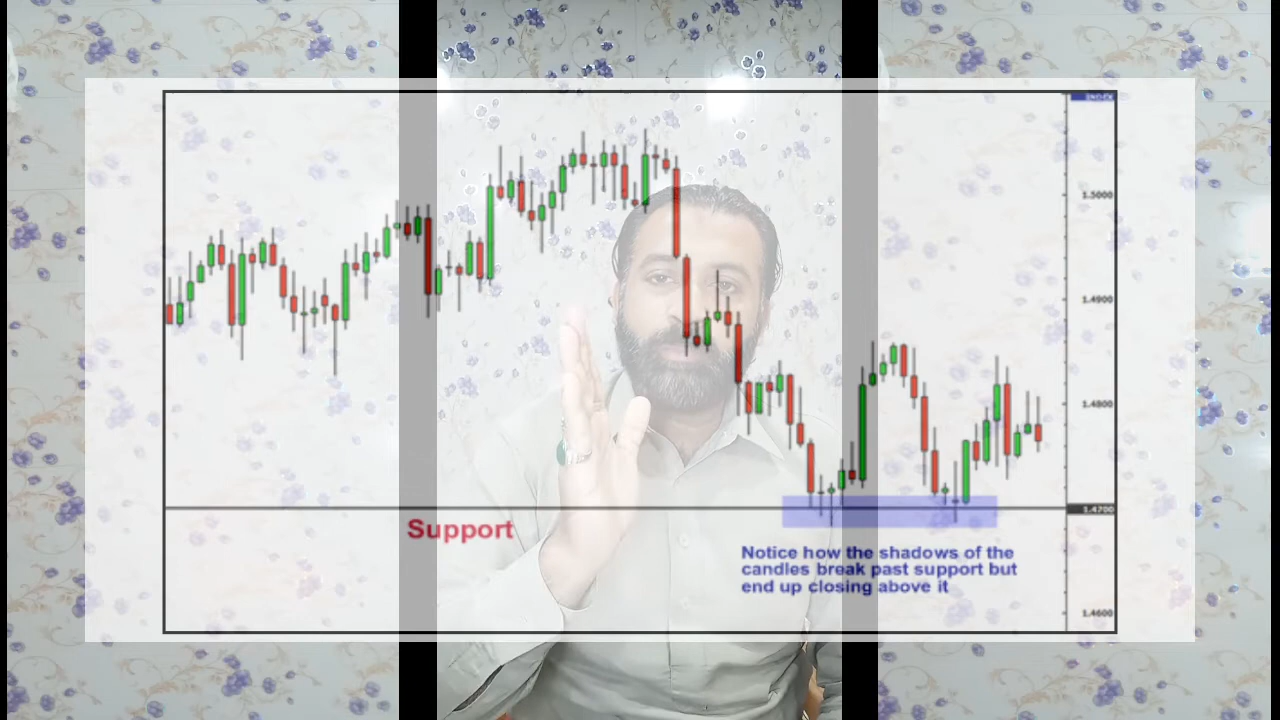 INDEX
1.5000
1.4900
1.4800
1.4700
Support
Notice how the shadows of the
candles break past support but
end up closing above it
1.4600